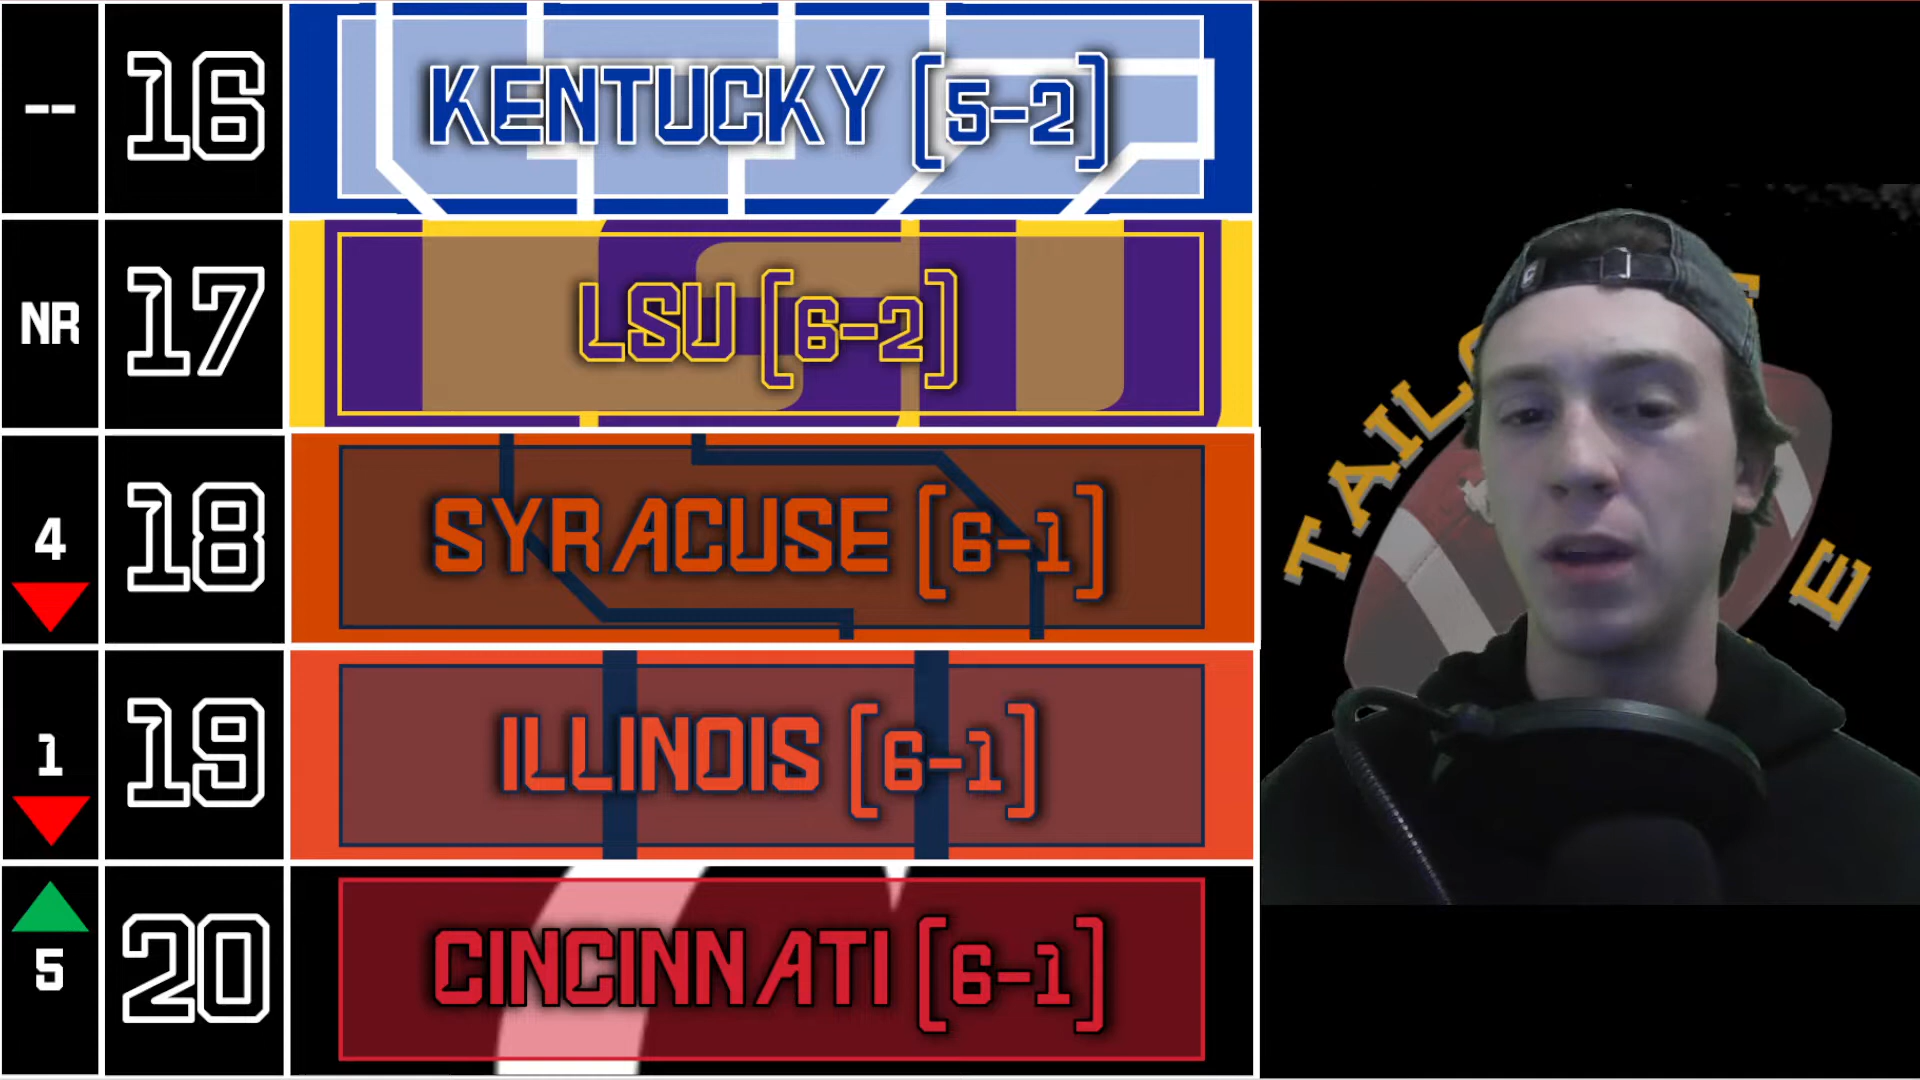 --
16
KENTUCKY [5-2]
NR
17
LSU [6-2]
4
18
SYRACUSE [6-1]
1
19
ILLINOIS [6-1]
5
20
CINCINNATI [6-1]